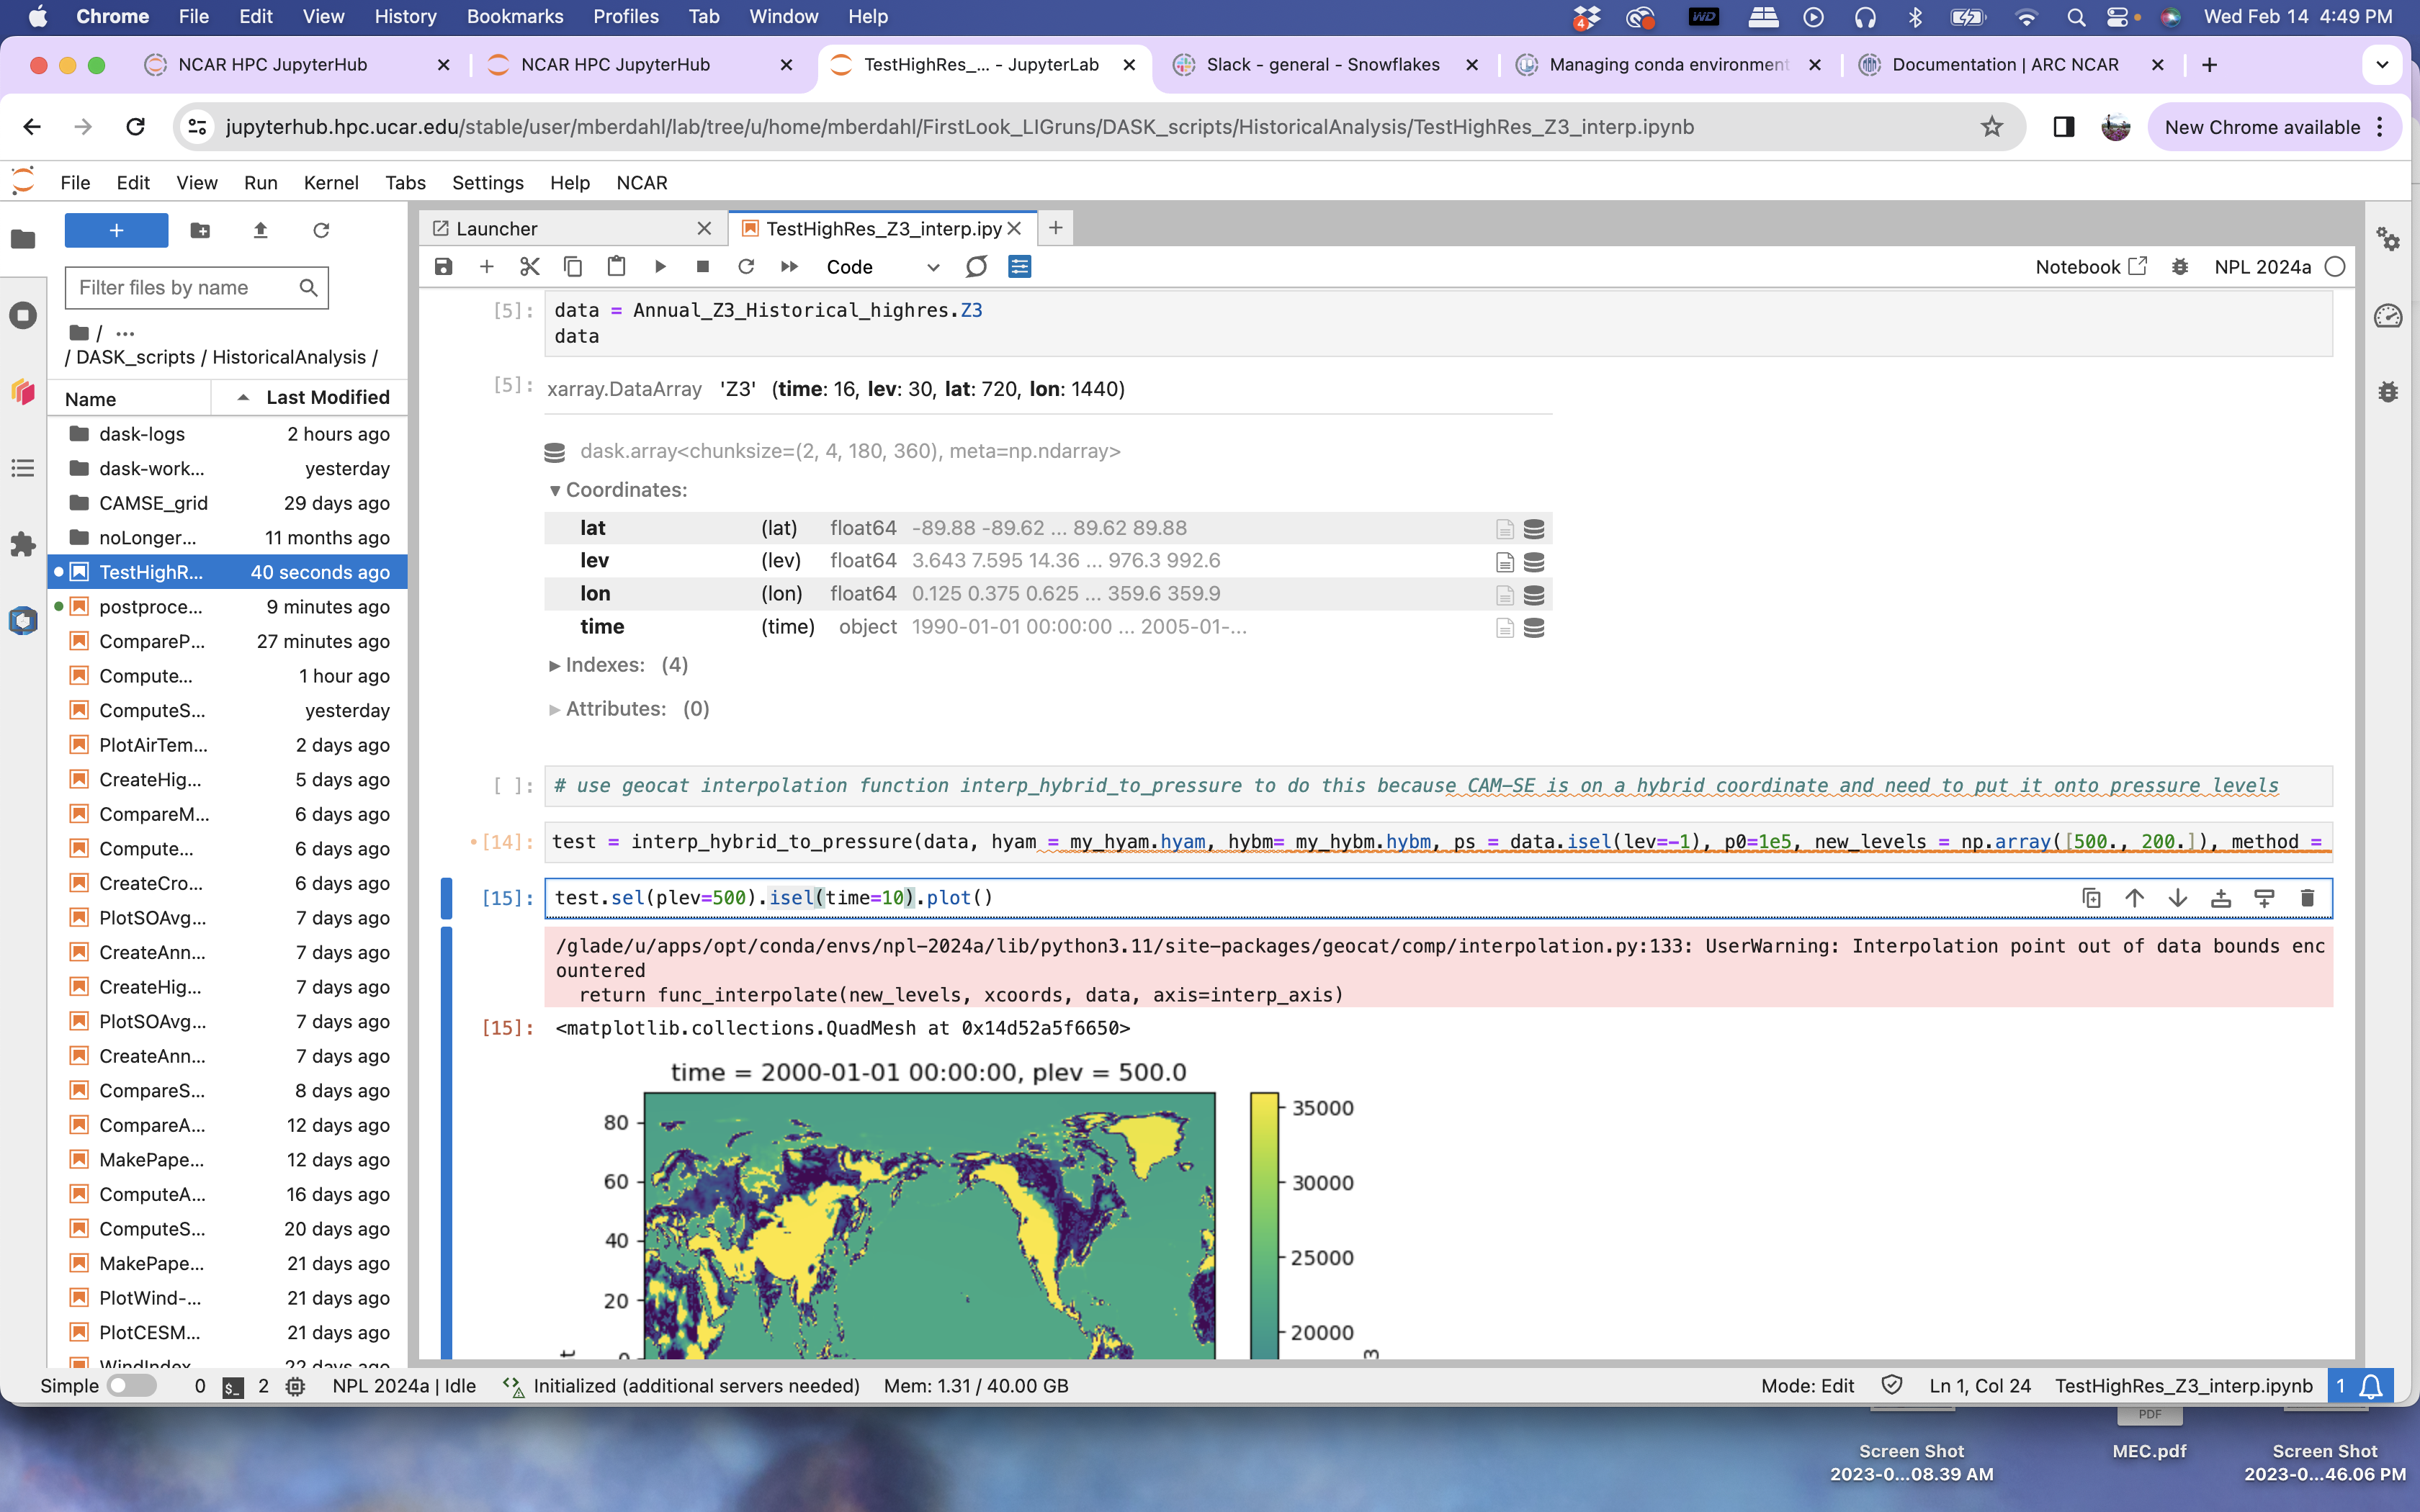 Chrome File Edit View History Bookmarks Profiles Tab Window Help Wed Feb 14 4:49 PM
NCAR HPC JupyterHub NCAR HPC JupyterHub TestHighRes_... - JupyterLab Slack - general - Snowflakes Managing conda environment Documentation | ARC NCAR
jupyterhub.hpc.ucar.edu/stable/user/mberdahl/lab/tree/u/home/mberdahl/FirstLook_LIGruns/DASK_scripts/HistoricalAnalysis/TestHighRes_Z3_interp.ipynb New Chrome available
File Edit View Run Kernel Tabs Settings Help NCAR
+
Filter files by name
/ ...
/ DASK_scripts / HistoricalAnalysis /
Name Last Modified
dask-logs 2 hours ago
dask-work... yesterday
CAMSE_grid 29 days ago
noLonger... 11 months ago
TestHighR... 40 seconds ago
postproce... 9 minutes ago
CompareP... 27 minutes ago
Compute... 1 hour ago
ComputeS... yesterday
PlotAirTem... 2 days ago
CreateHig... 5 days ago
CompareM... 6 days ago
Compute... 6 days ago
CreateCro... 6 days ago
PlotSOAvg... 7 days ago
CreateAnn... 7 days ago
CreateHig... 7 days ago
PlotSOAvg... 7 days ago
CreateAnn... 7 days ago
CompareS... 8 days ago
CompareA... 12 days ago
MakePape... 12 days ago
ComputeA... 16 days ago
ComputeS... 20 days ago
MakePape... 21 days ago
PlotWind-... 21 days ago
PlotCESM... 21 days ago
WindIndex 22 days ago
Launcher TestHighRes_Z3_interp.ipy
Code Notebook NPL 2024a
[5]: data = Annual_Z3_Historical_highres.Z3
data
[5]: xarray.DataArray 'Z3' (time: 16, lev: 30, lat: 720, lon: 1440)
dask.array<chunksize=(2, 4, 180, 360), meta=np.ndarray>
▼ Coordinates:
lat (lat) float64 -89.88 -89.62 ... 89.62 89.88
lev (lev) float64 3.643 7.595 14.36 ... 976.3 992.6
lon (lon) float64 0.125 0.375 0.625 ... 359.6 359.9
time (time) object 1990-01-01 00:00:00 ... 2005-01-...
► Indexes: (4)
► Attributes: (0)
[ ]: # use geocat interpolation function interp_hybrid_to_pressure to do this because CAM-SE is on a hybrid coordinate and need to put it onto pressure levels
[14]: test = interp_hybrid_to_pressure(data, hyam = my_hyam.hyam, hybm= my_hybm.hybm, ps = data.isel(lev=-1), p0=1e5, new_levels = np.array([500., 200.]), method =
[15]: test.sel(plev=500).isel(time=10).plot()
/glade/u/apps/opt/conda/envs/npl-2024a/lib/python3.11/site-packages/geocat/comp/interpolation.py:133: UserWarning: Interpolation point out of data bounds enc
ountered
return func_interpolate(new_levels, xcoords, data, axis=interp_axis)
[15]: <matplotlib.collections.QuadMesh at 0x14d52a5f6650>
time = 2000-01-01 00:00:00, plev = 500.0
80
60
40
20
0
35000
30000
25000
20000
Simple 0 2 NPL 2024a | Idle Initialized (additional servers needed) Mem: 1.31 / 40.00 GB Mode: Edit Ln 1, Col 24 TestHighRes_Z3_interp.ipynb 1
PDF
Screen Shot
2023-0...08.39 AM
MEC.pdf
Screen Shot
2023-0...46.06 PM